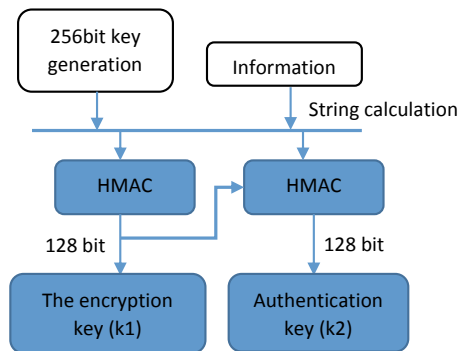 256bit key
generation
Information
String calculation
HMAC
HMAC
128 bit
128 bit
The encryption
key (k1)
Authentication
key (k2)